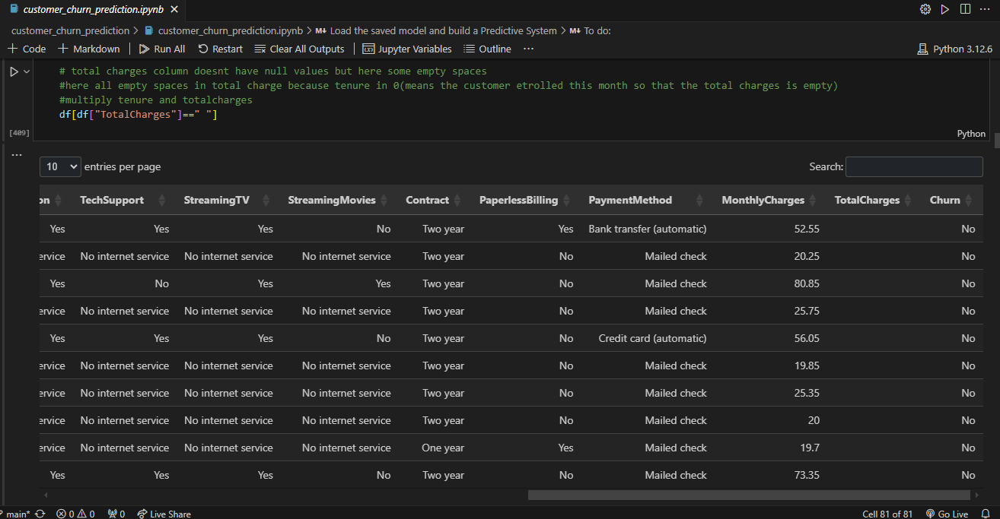 customer_churn_prediction.ipynb
customer_churn_prediction > customer_churn_prediction.ipynb > M↓ Load the saved model and build a Predictive System > M↓ To do:
+ Code + Markdown Run All Restart Clear All Outputs Jupyter Variables Outline ... Python 3.12.6
# total charges column doesnt have null values but here some empty spaces
#here all empty spaces in total charge because tenure in 0(means the customer etrolled this month so that the total charges is empty)
#multiply tenure and totalcharges
df[df["TotalCharges"]==" "]
[409] Python
...
10 entries per page Search:
on TechSupport StreamingTV StreamingMovies Contract PaperlessBilling PaymentMethod MonthlyCharges TotalCharges Churn
Yes Yes Yes No Two year Yes Bank transfer (automatic) 52.55 No
ervice No internet service No internet service No internet service Two year No Mailed check 20.25 No
Yes No Yes Yes Two year No Mailed check 80.85 No
ervice No internet service No internet service No internet service Two year No Mailed check 25.75 No
Yes Yes Yes No Two year No Credit card (automatic) 56.05 No
ervice No internet service No internet service No internet service Two year No Mailed check 19.85 No
ervice No internet service No internet service No internet service Two year No Mailed check 25.35 No
ervice No internet service No internet service No internet service Two year No Mailed check 20 No
ervice No internet service No internet service No internet service One year Yes Mailed check 19.7 No
Yes Yes Yes No Two year No Mailed check 73.35 No
main* 0 0 0 Live Share Cell 81 of 81 Go Live